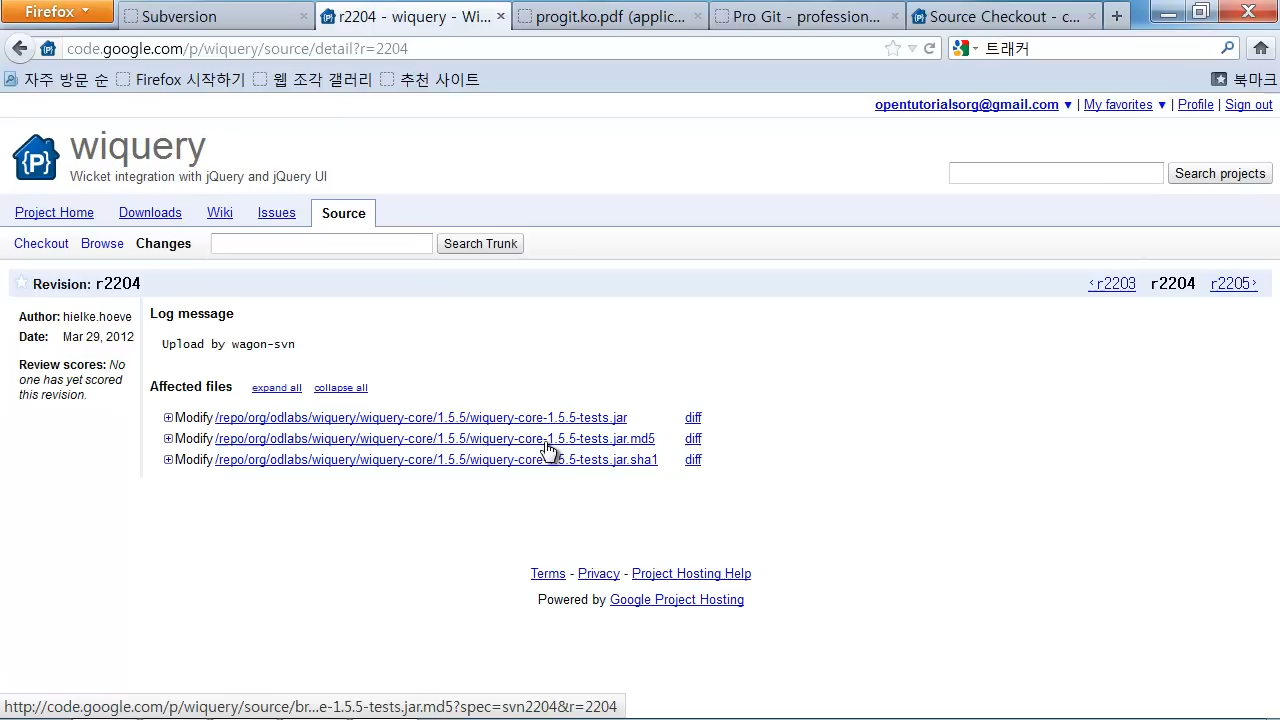 Firefox
Subversion
r2204 - wiquery - Wi...
progit.ko.pdf (applic...
Pro Git - profession...
Source Checkout - c...
code.google.com/p/wiquery/source/detail?r=2204
트래커
자주 방문 순
Firefox 시작하기
웹 조각 갤러리
추천 사이트
북마크
opentutorialsorg@gmail.com ▼ | My favorites ▼ | Profile | Sign out
{P}
wiquery
Wicket integration with jQuery and jQuery UI
Search projects
Project Home
Downloads
Wiki
Issues
Source
Checkout
Browse
Changes
Search Trunk
Revision: r2204
‹r2203
r2204
r2205›
Author: hielke.hoeve
Date: Mar 29, 2012
Review scores: No
one has yet scored
this revision.
Log message
Upload by wagon-svn
Affected files
expand all
collapse all
Modify /repo/org/odlabs/wiquery/wiquery-core/1.5.5/wiquery-core-1.5.5-tests.jar diff
Modify /repo/org/odlabs/wiquery/wiquery-core/1.5.5/wiquery-core-1.5.5-tests.jar.md5 diff
Modify /repo/org/odlabs/wiquery/wiquery-core/1.5.5/wiquery-core-1.5.5-tests.jar.sha1 diff
Terms - Privacy - Project Hosting Help
Powered by Google Project Hosting
http://code.google.com/p/wiquery/source/br...e-1.5.5-tests.jar.md5?spec=svn2204&r=2204